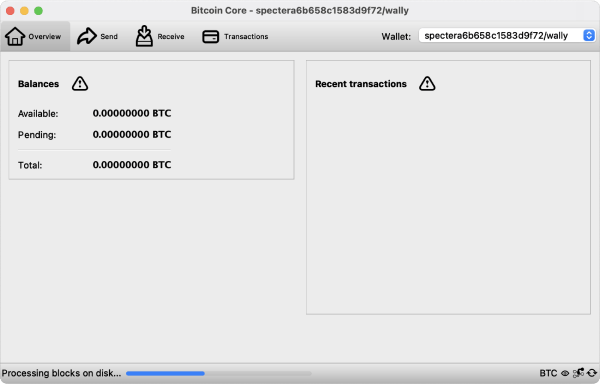 Bitcoin Core - spectera6b658c1583d9f72/wally
Overview Send Receive Transactions Wallet: spectera6b658c1583d9f72/wally
Balances
Available: 0.00000000 BTC
Pending: 0.00000000 BTC
Total: 0.00000000 BTC
Recent transactions
Processing blocks on disk... BTC